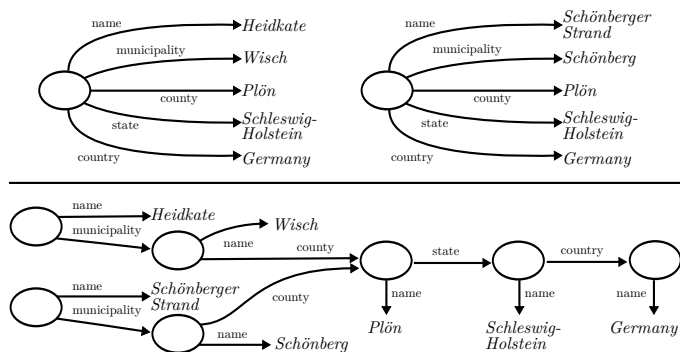 name
Heidkate
municipality
Wisch
county
Plön
state
Schleswig-
Holstein
country
Germany
name
Schönberger
Strand
municipality
Schönberg
county
Plön
state
Schleswig-
Holstein
country
Germany
name
Heidkate
municipality
name
Wisch
county
name
Schönberger
Strand
municipality
name
Schönberg
county
name
Plön
state
name
Schleswig-
Holstein
country
name
Germany